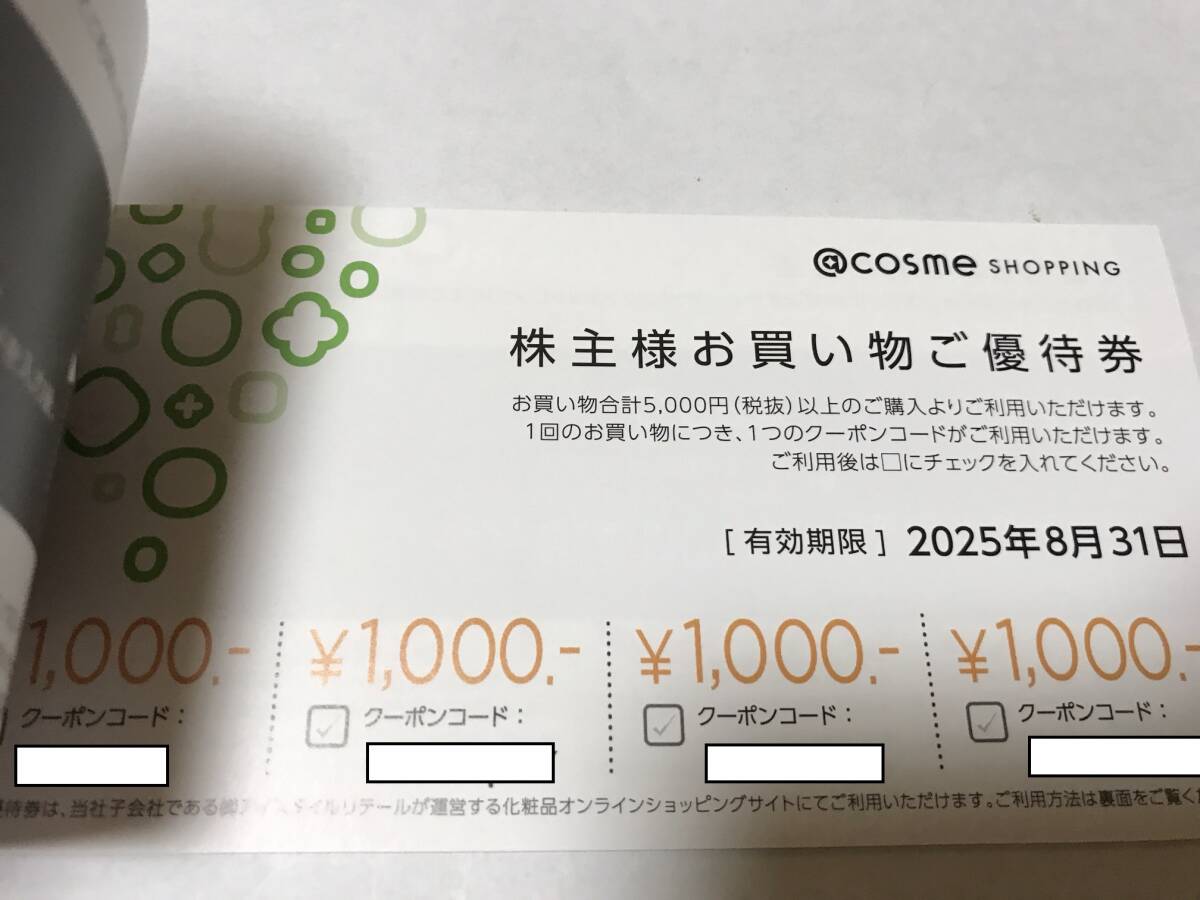 @cosme SHOPPING
株主様お買い物ご優待券
お買い物合計5,000円(税抜)以上のご購入よりご利用いただけます。
1回のお買い物につき、1つのクーポンコードがご利用いただけます。
ご利用後は□にチェックを入れてください。
[有効期限] 2025年8月31日
1,000.- ¥1,000.- ¥1,000.- ¥1,000.-
クーポンコード: クーポンコード: クーポンコード: クーポンコード:
待券は、当社子会社である㈱アイスタイルリテールが運営する化粧品オンラインショッピングサイトにてご利用いただけます。ご利用方法は裏面をご覧く